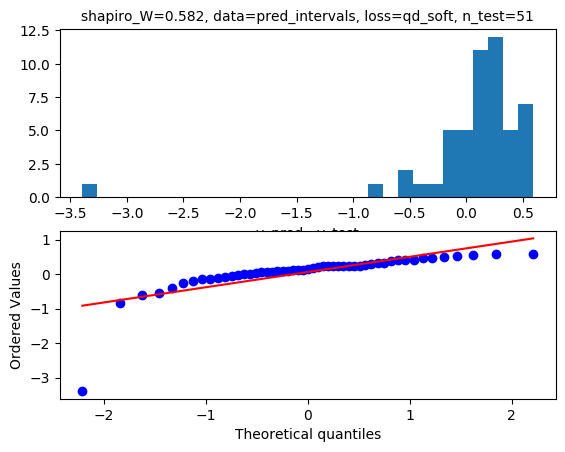 shapiro_W=0.582, data=pred_intervals, loss=qd_soft, n_test=51
12.5
10.0
7.5
5.0
2.5
0.0
−3.5 −3.0 −2.5 −2.0 −1.5 −1.0 −0.5 0.0 0.5
1
0
−1
−2
−3
Ordered Values
−2 −1 0 1 2
Theoretical quantiles